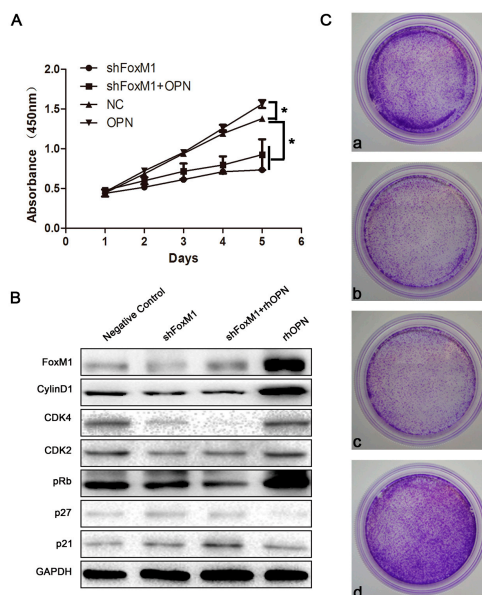 A
shFoxM1
shFoxM1+OPN
NC
OPN
Absorbance (450nm)
2.0
1.5
1.0
0.5
0.0
*
*
0 1 2 3 4 5 6
Days
B
Negative Control
shFoxM1
shFoxM1+rhOPN
rhOPN
FoxM1
CylinD1
CDK4
CDK2
pRb
p27
p21
GAPDH
C
a
b
c
d